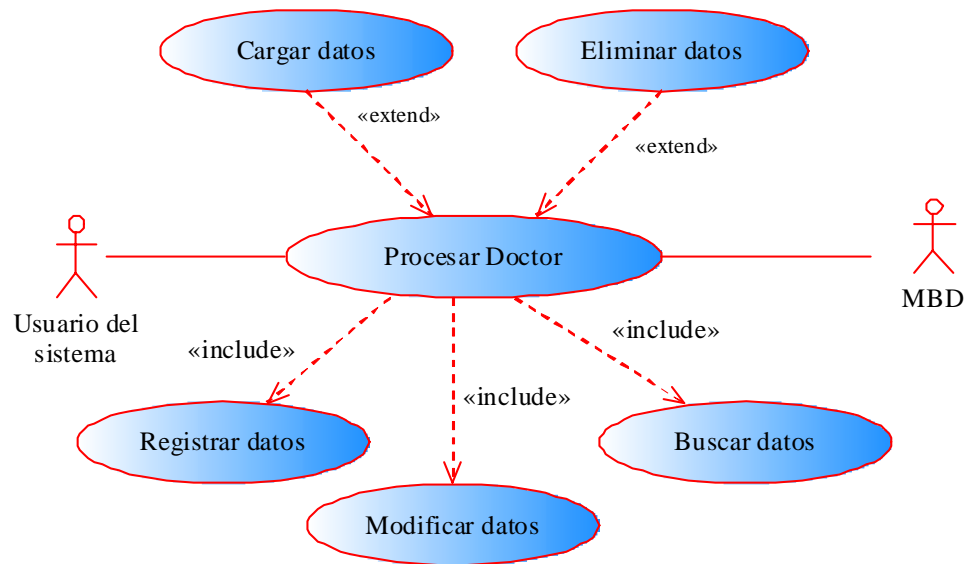 Cargar datos
Eliminar datos
«extend»
«extend»
Procesar Doctor
Usuario del
sistema
MBD
«include»
«include»
«include»
Registrar datos
Buscar datos
Modificar datos